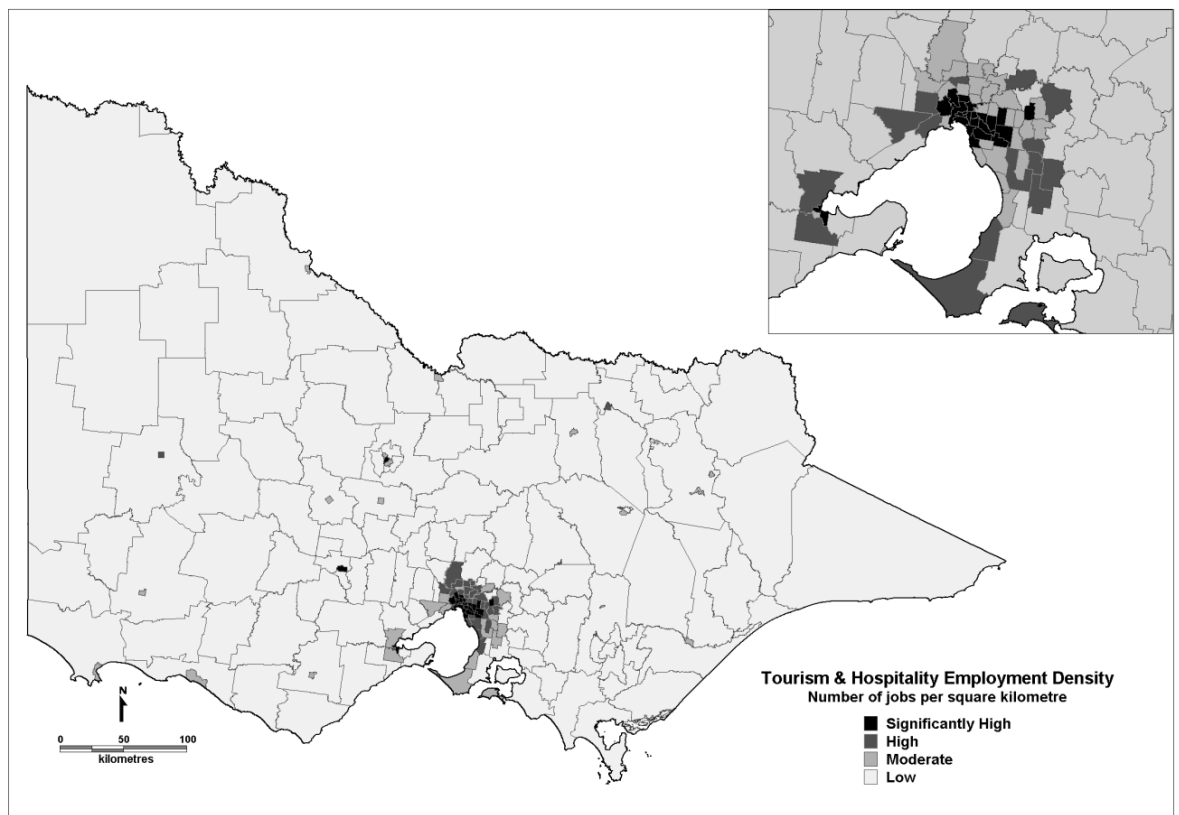 Tourism & Hospitality Employment Density
Number of jobs per square kilometre
Significantly High
High
Moderate
Low
N
0 50 100
kilometres